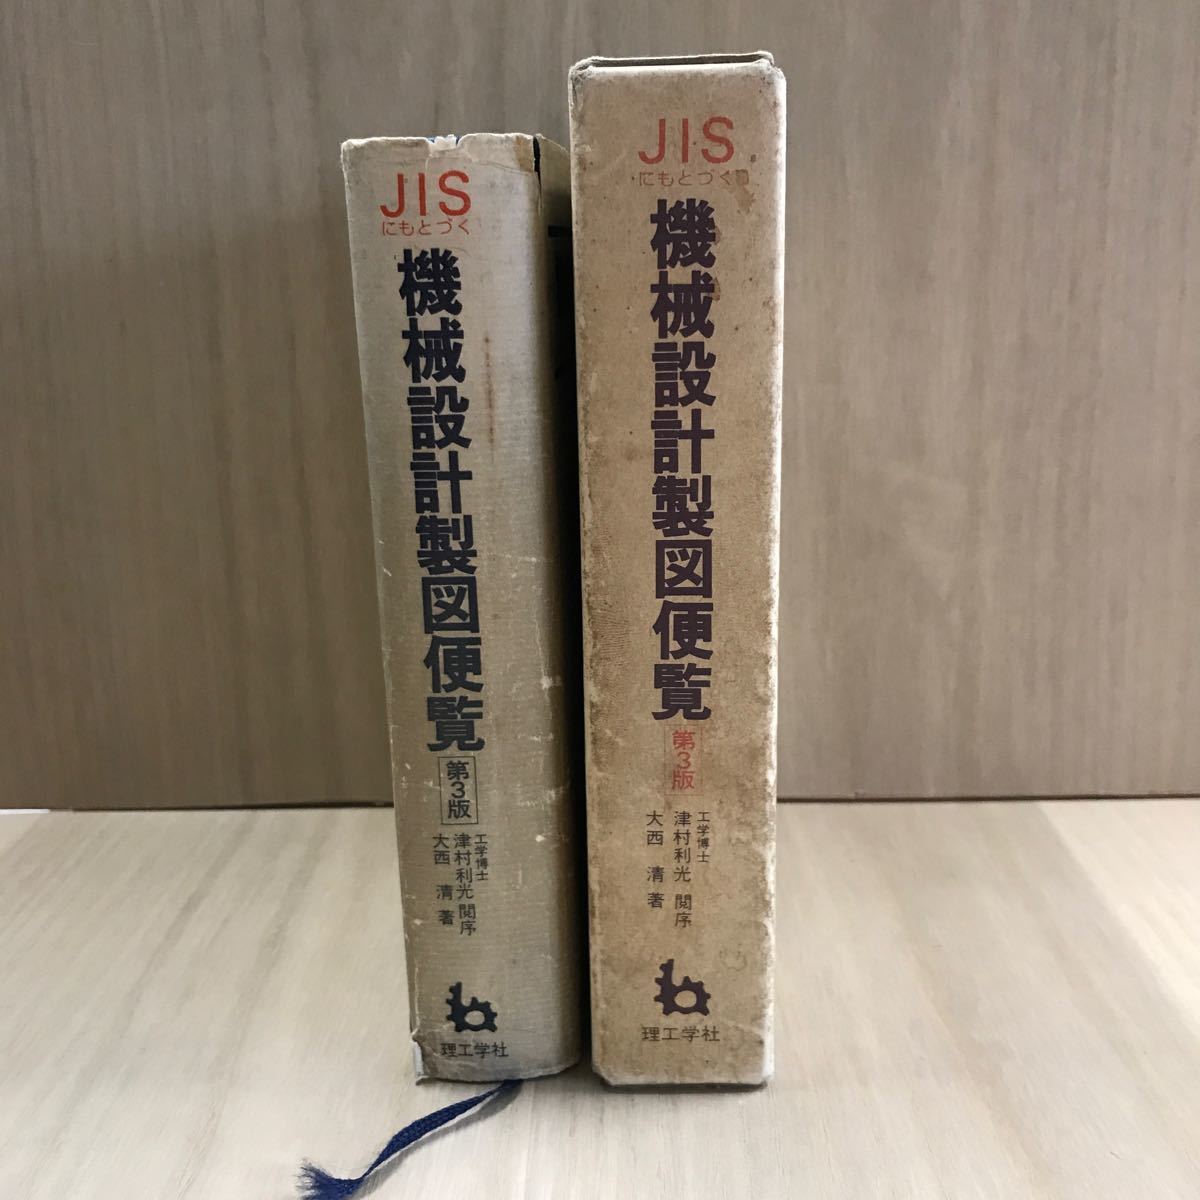 JIS
にもとづく
機械設計製図便覧
第3版
工学博士
津村利光 閲序
大西 清 著
理工学社
JIS
にもとづく
機械設計製図便覧
第3版
工学博士
津村利光 閲序
大西 清 著
理工学社